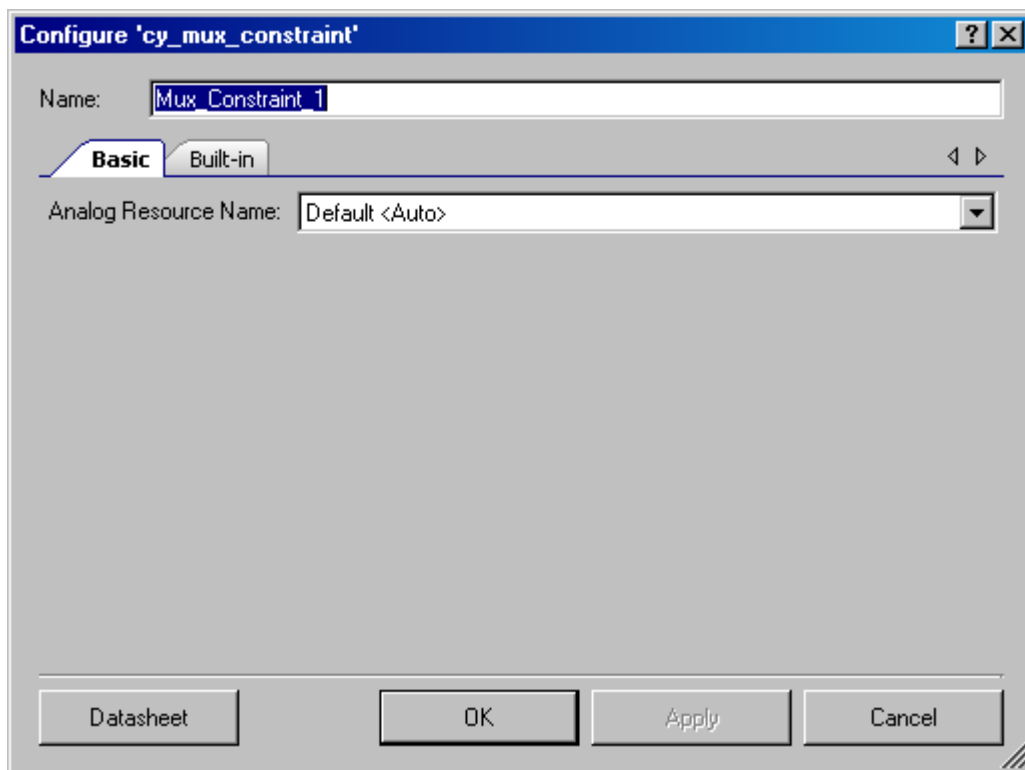 Configure 'cy_mux_constraint'
Name: Mux_Constraint_1
Basic Built-in
Analog Resource Name: Default <Auto>
Datasheet OK Apply Cancel